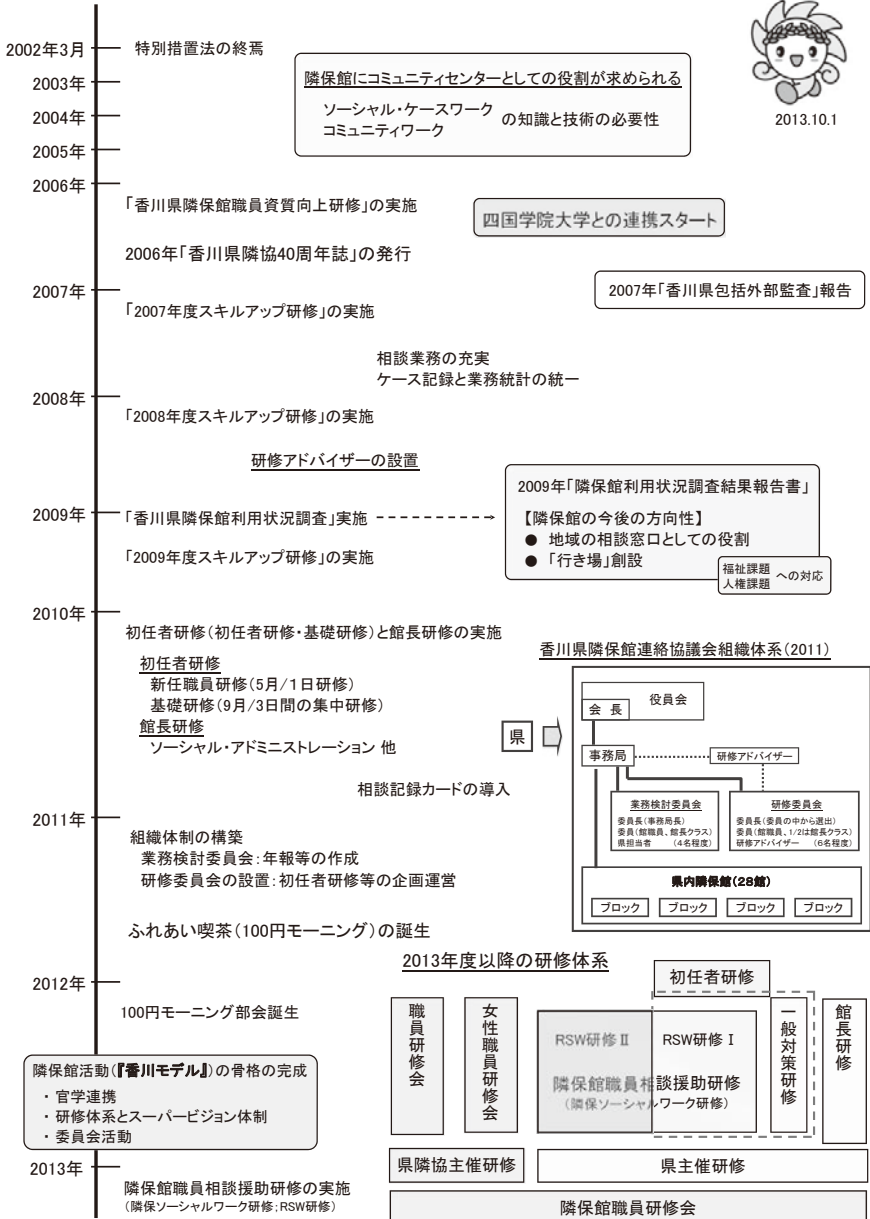 2002年3月
特別措置法の終焉
2003年
2004年
2005年
隣保館にコミュニティセンターとしての役割が求められる
ソーシャル・ケースワーク
コミュニティワーク
の知識と技術の必要性
2013.10.1
2006年
「香川県隣保館職員資質向上研修」の実施
四国学院大学との連携スタート
2006年「香川県隣協40周年誌」の発行
2007年
2007年「香川県包括外部監査」報告
「2007年度スキルアップ研修」の実施
相談業務の充実
ケース記録と業務統計の統一
2008年
「2008年度スキルアップ研修」の実施
研修アドバイザーの設置
2009年
「香川県隣保館利用状況調査」実施
2009年「隣保館利用状況調査結果報告書」
【隣保館の今後の方向性】
● 地域の相談窓口としての役割
● 「行き場」創設
福祉課題
人権課題
への対応
「2009年度スキルアップ研修」の実施
2010年
初任者研修(初任者研修・基礎研修)と館長研修の実施
初任者研修
新任職員研修(5月/1日研修)
基礎研修(9月/3日間の集中研修)
館長研修
ソーシャル・アドミニストレーション 他
相談記録カードの導入
香川県隣保館連絡協議会組織体系(2011)
県
役員会
会 長
事務局
研修アドバイザー
業務検討委員会
委員長(事務局長)
委員(館職員、館長クラス)
県担当者 (4名程度)
研修委員会
委員長(委員の中から選出)
委員(館職員、1/2は館長クラス)
研修アドバイザー (6名程度)
県内隣保館(28館)
ブロック ブロック ブロック ブロック
2011年
組織体制の構築
業務検討委員会:年報等の作成
研修委員会の設置:初任者研修等の企画運営
ふれあい喫茶(100円モーニング)の誕生
2012年
100円モーニング部会誕生
隣保館活動(『香川モデル』)の骨格の完成
・ 官学連携
・ 研修体系とスーパービジョン体制
・ 委員会活動
2013年度以降の研修体系
初任者研修
職員研修会
女性職員研修会
RSW研修Ⅱ
RSW研修Ⅰ
隣保館職員相談援助研修
(隣保ソーシャルワーク研修)
一般対策研修
館長研修
県隣協主催研修
県主催研修
隣保館職員研修会
2013年
隣保館職員相談援助研修の実施
(隣保ソーシャルワーク研修;RSW研修)